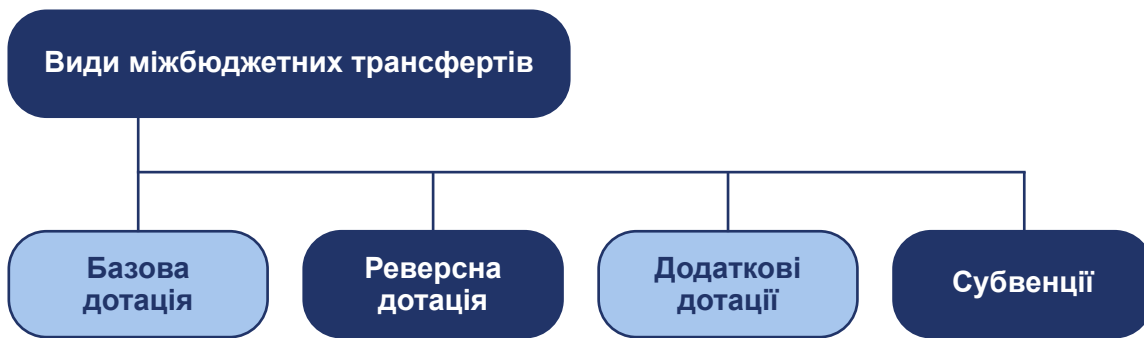 Види міжбюджетних трансфертів
Базова
дотація
Реверсна
дотація
Додаткові
дотації
Субвенції